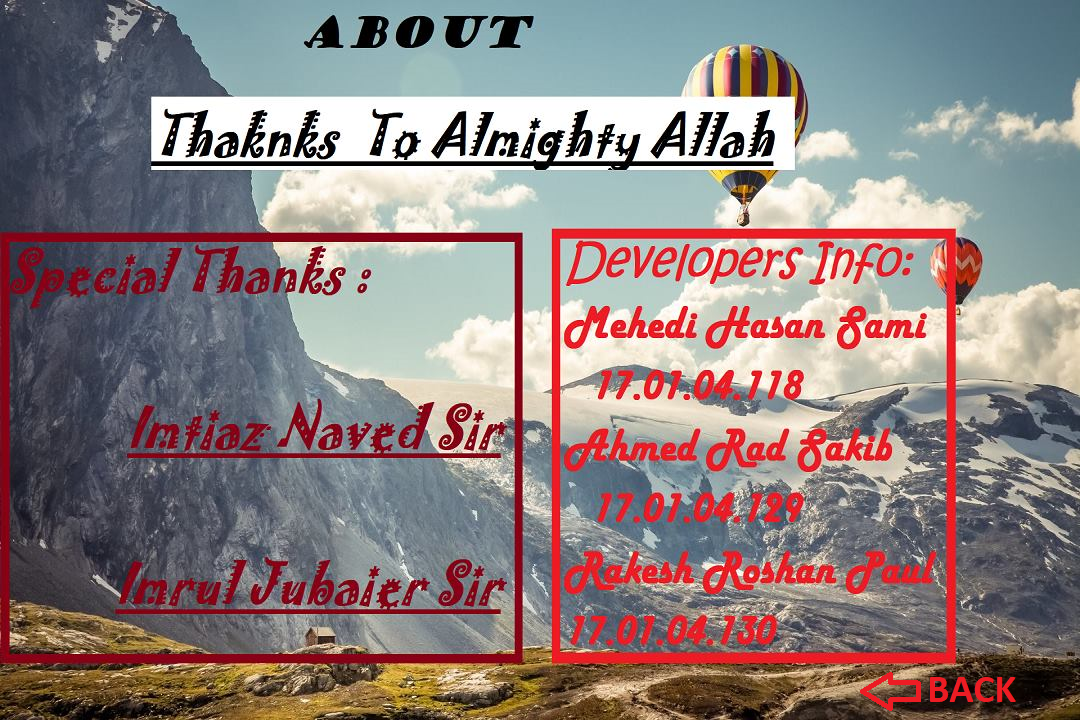 ABOUT
Thaknks To Almighty Allah
Special Thanks :
Imtiaz Naved Sir
Imrul Jubaier Sir
Developers Info:
Mehedi Hasan Sami
17.01.04.118
Ahmed Rad Sakib
17.01.04.129
Rakesh Roshan Paul
17.01.04.130
BACK